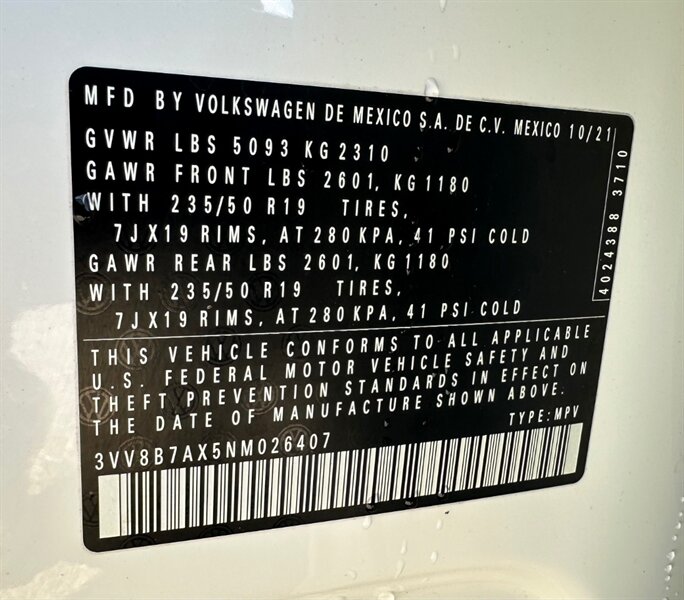 MFD BY VOLKSWAGEN DE MEXICO S.A. DE C.V. MEXICO 10/21
GVWR LBS 5093 KG 2310
GAWR FRONT LBS 2601, KG 1180
WITH 235/50 R19 TIRES,
7JX19 RIMS, AT 280 KPA, 41 PSI COLD
GAWR REAR LBS 2601, KG 1180
WITH 235/50 R19 TIRES,
7JX19 RIMS, AT 280 KPA, 41 PSI COLD
4024388 3710
THIS VEHICLE CONFORMS TO ALL APPLICABLE
U.S. FEDERAL MOTOR VEHICLE SAFETY AND
THEFT PREVENTION STANDARDS IN EFFECT ON
THE DATE OF MANUFACTURE SHOWN ABOVE.
TYPE: MPV
3VV8B7AX5NM026407